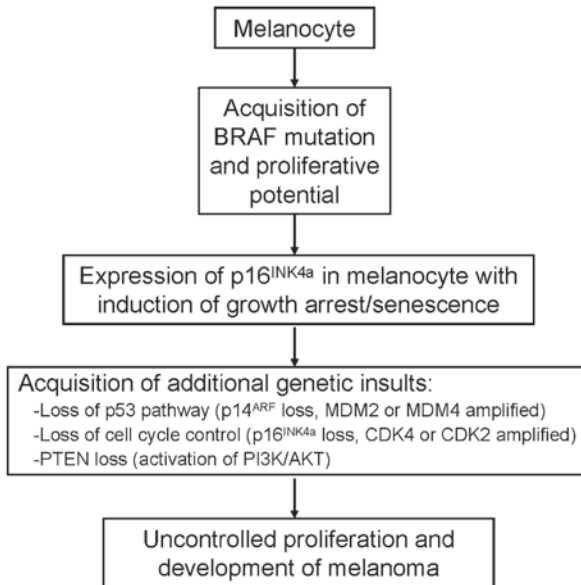 Melanocyte
Acquisition of
BRAF mutation
and proliferative
potential
Expression of p16INK4a in melanocyte with
induction of growth arrest/senescence
Acquisition of additional genetic insults:
-Loss of p53 pathway (p14ARF loss, MDM2 or MDM4 amplified)
-Loss of cell cycle control (p16INK4a loss, CDK4 or CDK2 amplified)
-PTEN loss (activation of PI3K/AKT)
Uncontrolled proliferation and
development of melanoma